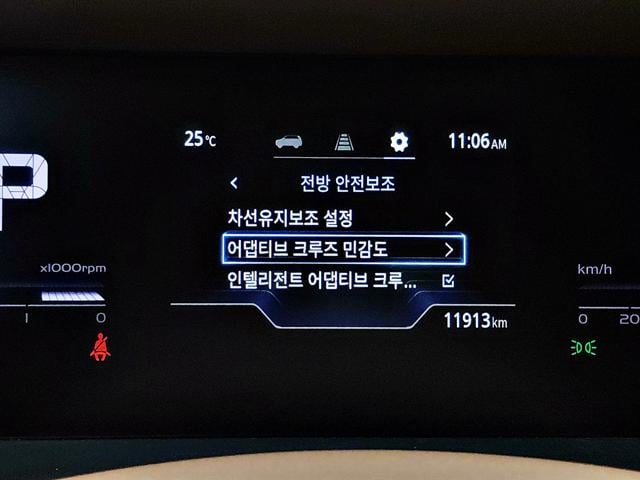 25℃
11:06AM
전방 안전보조
차선유지보조 설정
어댑티브 크루즈 민감도
인텔리전트 어댑티브 크루...
P
x1000rpm
1 0
11913km
km/h
0 20